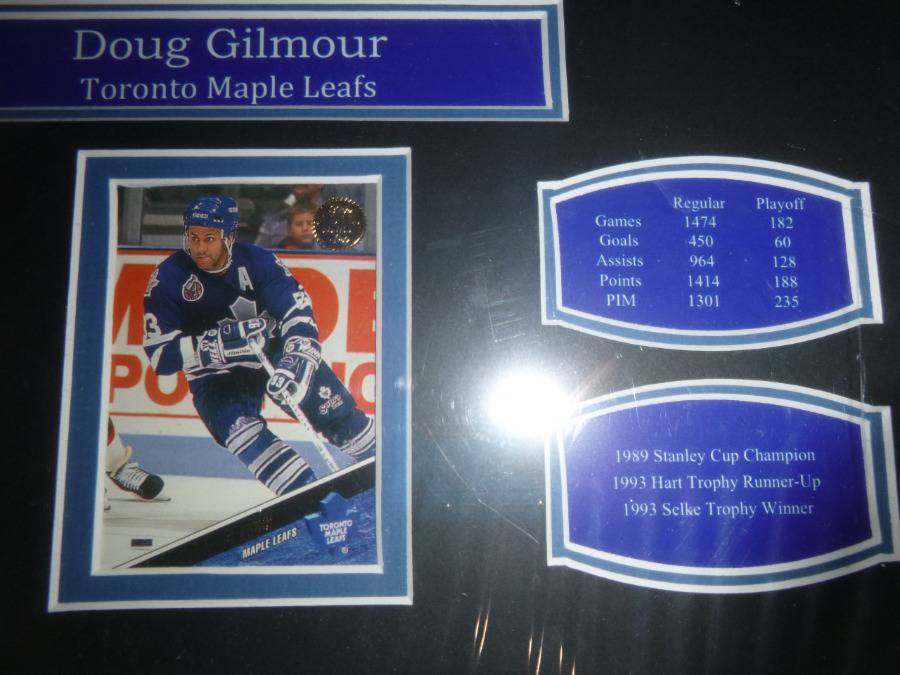 Doug Gilmour
Toronto Maple Leafs
Regular Playoff
Games 1474 182
Goals 450 60
Assists 964 128
Points 1414 188
PIM 1301 235
A
93
MAPLE LEAFS
TORONTO
MAPLE
LEAFS
1989 Stanley Cup Champion
1993 Hart Trophy Runner-Up
1993 Selke Trophy Winner